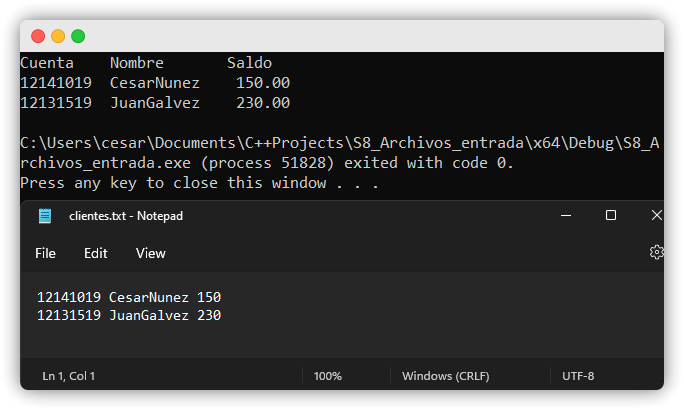 Cuenta    Nombre       Saldo
12141019  CesarNunez    150.00
12131519  JuanGalvez    230.00
C:\Users\cesar\Documents\C++Projects\S8_Archivos_entrada\x64\Debug\S8_A
rchivos_entrada.exe (process 51828) exited with code 0.
Press any key to close this window . . .
clientes.txt - Notepad
File Edit View
12141019 CesarNunez 150
12131519 JuanGalvez 230
Ln 1, Col 1 100% Windows (CRLF) UTF-8